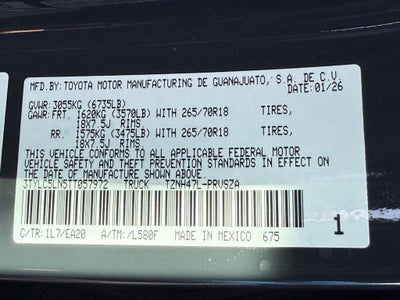 MFD.BY: TOYOTA MOTOR MANUFACTURING DE GUANAJUATO, S.A. DE C.V.
DATE: 01/26
GVWR: 3055KG (6735LB)
GAWR: FRT. 1620KG (3570LB) WITH 265/70R18 TIRES,
18X7.5J RIMS
RR. 1575KG (3475LB) WITH 265/70R18 TIRES,
18X7.5J RIMS
THIS VEHICLE CONFORMS TO ALL APPLICABLE FEDERAL MOTOR
VEHICLE SAFETY STANDARDS IN EFFECT ON
THE DATE OF MANUFACTURE SHOWN ABOVE.
3TYLC5LN5TT057972 TRUCK TZNH47L-PRVSZA
1
C/TR: 1L7/EA20 A/TM: /L580F MADE IN MEXICO 675